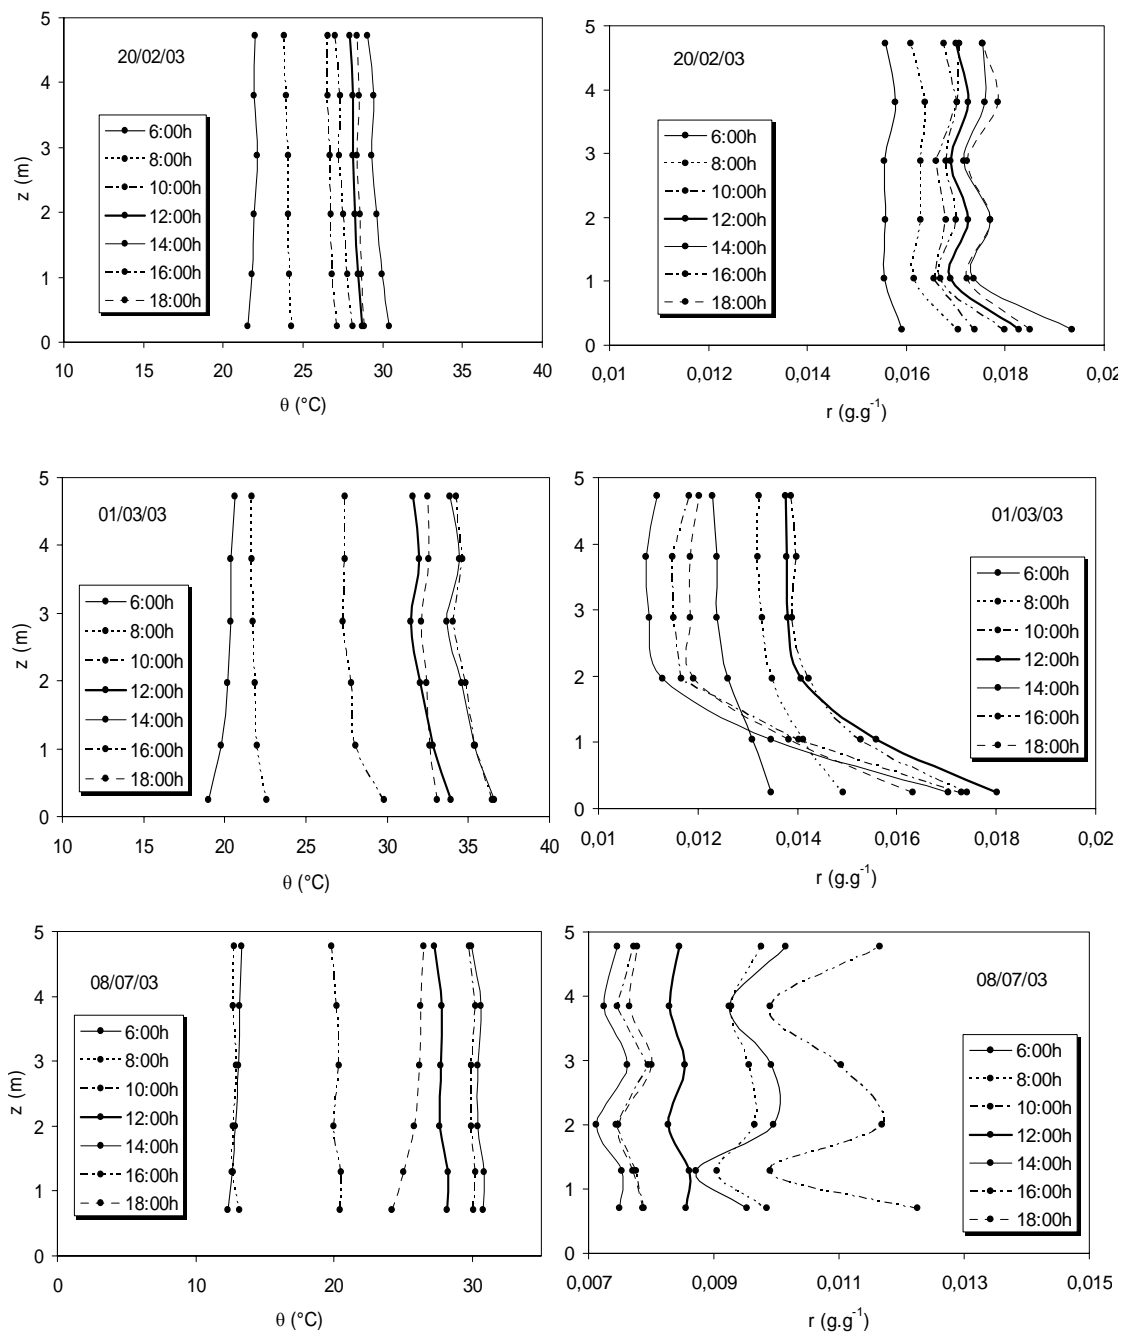 5
4
3
2
1
0
z (m)
20/02/03
6:00h
8:00h
10:00h
12:00h
14:00h
16:00h
18:00h
10 15 20 25 30 35 40
θ (°C)
5
4
3
2
1
0
20/02/03
6:00h
8:00h
10:00h
12:00h
14:00h
16:00h
18:00h
0,01 0,012 0,014 0,016 0,018 0,02
r (g.g⁻¹)
5
4
3
2
1
0
z (m)
01/03/03
6:00h
8:00h
10:00h
12:00h
14:00h
16:00h
18:00h
10 15 20 25 30 35 40
θ (°C)
5
4
3
2
1
0
01/03/03
6:00h
8:00h
10:00h
12:00h
14:00h
16:00h
18:00h
0,01 0,012 0,014 0,016 0,018 0,02
r (g.g⁻¹)
5
4
3
2
1
0
z (m)
08/07/03
6:00h
8:00h
10:00h
12:00h
14:00h
16:00h
18:00h
0 10 20 30
θ (°C)
5
4
3
2
1
0
08/07/03
6:00h
8:00h
10:00h
12:00h
14:00h
16:00h
18:00h
0,007 0,009 0,011 0,013 0,015
r (g.g⁻¹)